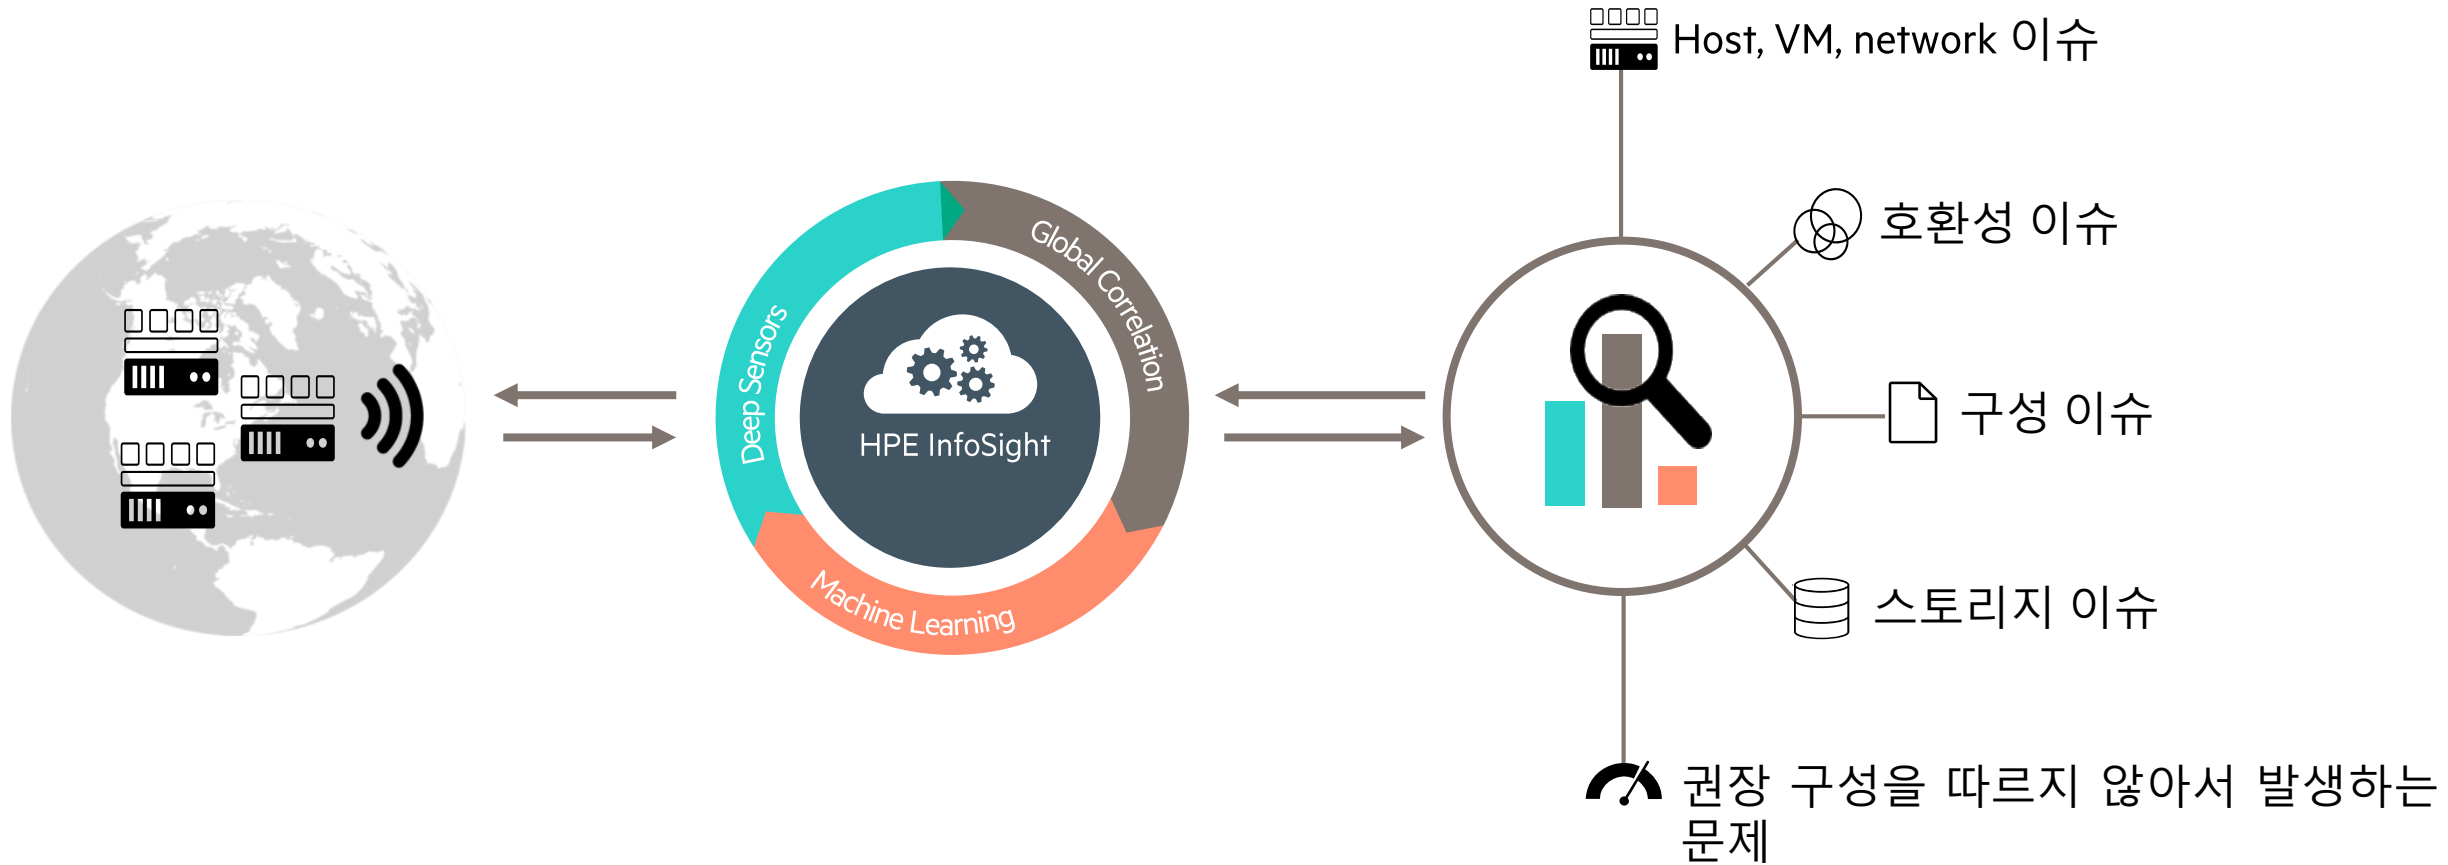 Host, VM, network 이슈
호환성 이슈
구성 이슈
스토리지 이슈
권장 구성을 따르지 않아서 발생하는
문제
Deep Sensors
Global Correlation
Machine Learning
HPE InfoSight